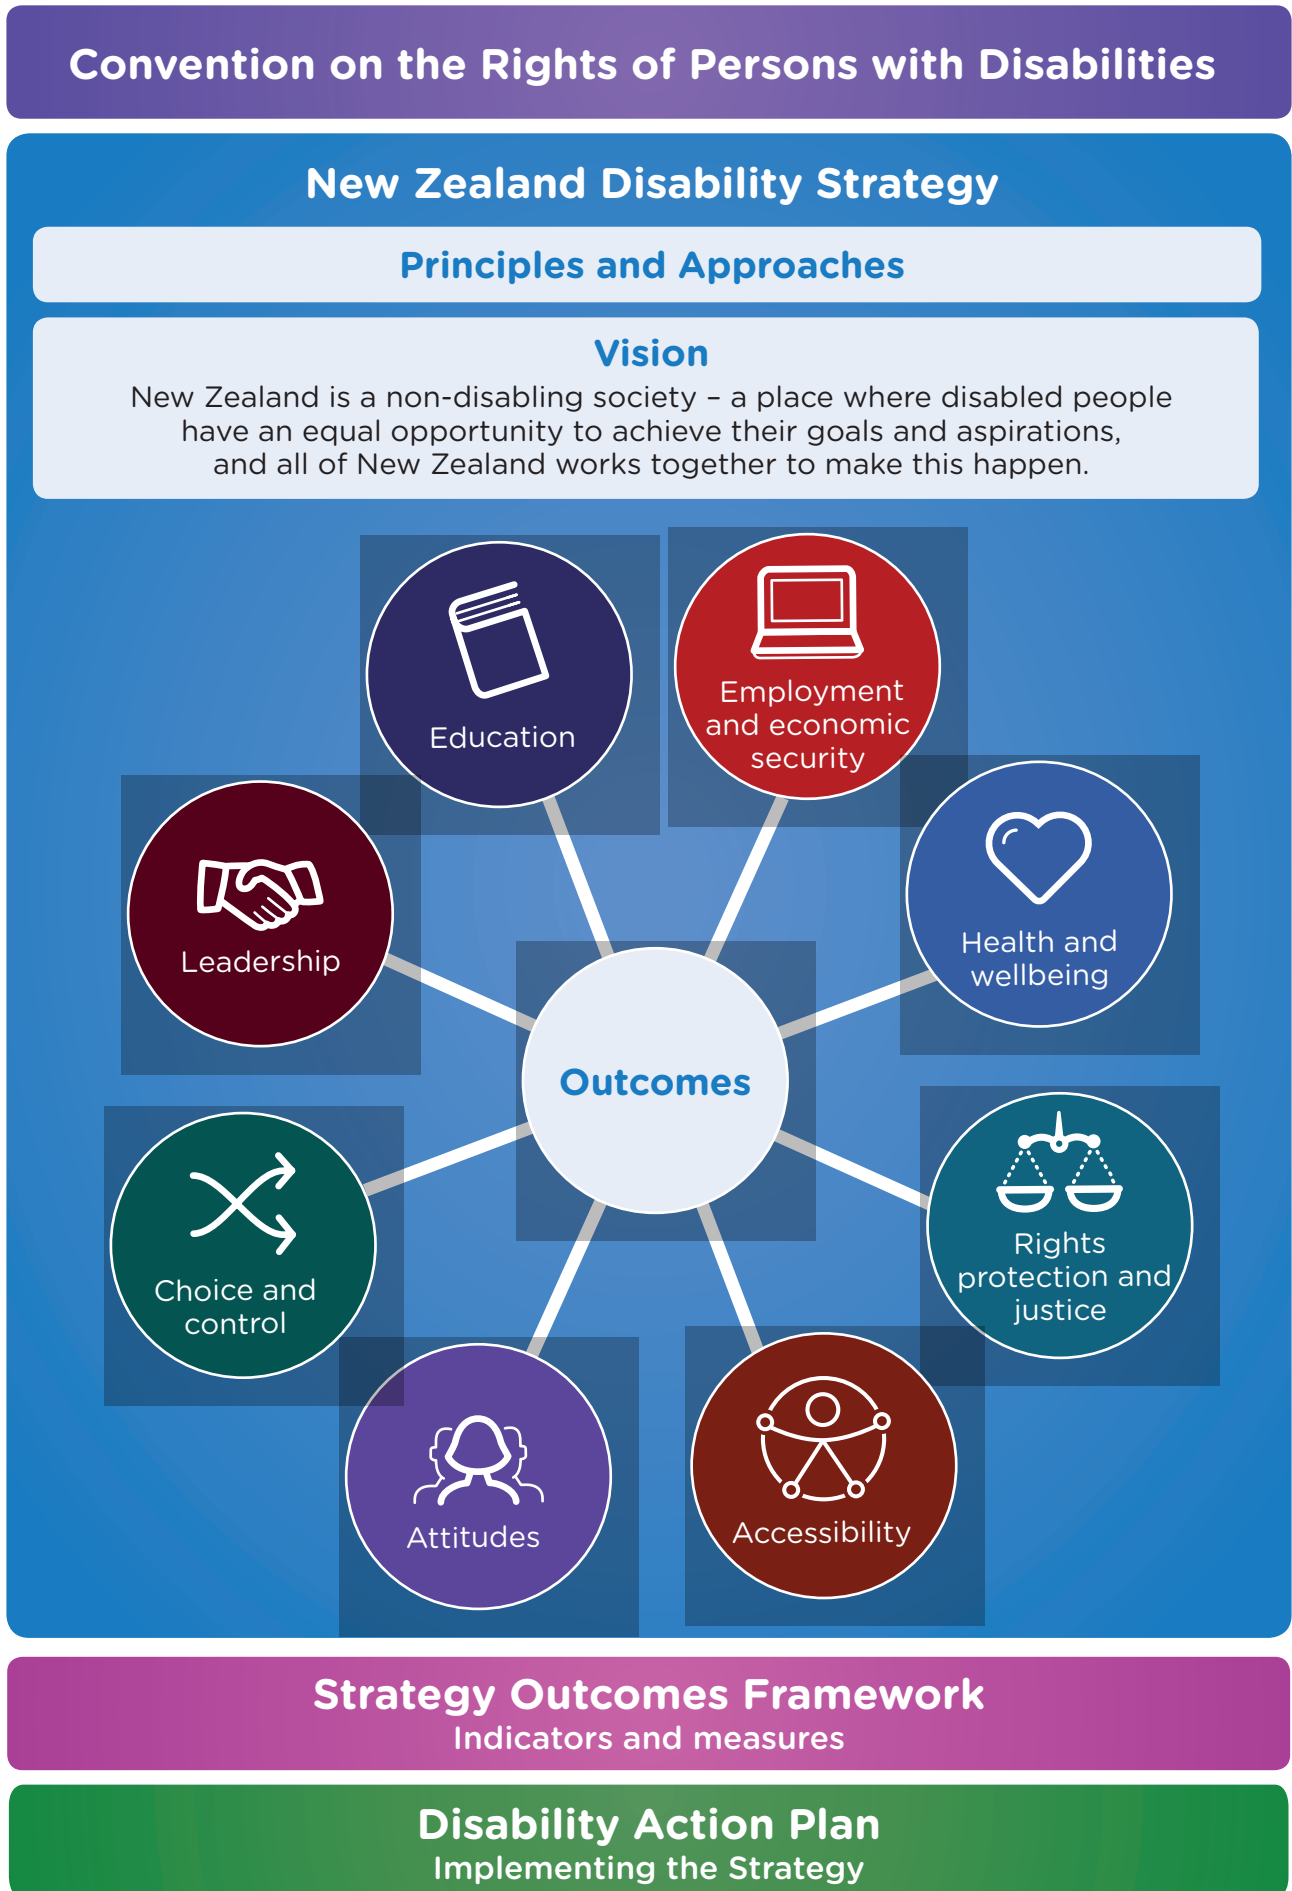 Convention on the Rights of Persons with Disabilities
New Zealand Disability Strategy
Principles and Approaches
Vision
New Zealand is a non-disabling society – a place where disabled people
have an equal opportunity to achieve their goals and aspirations,
and all of New Zealand works together to make this happen.
Education
Employment
and economic
security
Health and
wellbeing
Rights
protection and
justice
Accessibility
Attitudes
Choice and
control
Leadership
Outcomes
Strategy Outcomes Framework
Indicators and measures
Disability Action Plan
Implementing the Strategy